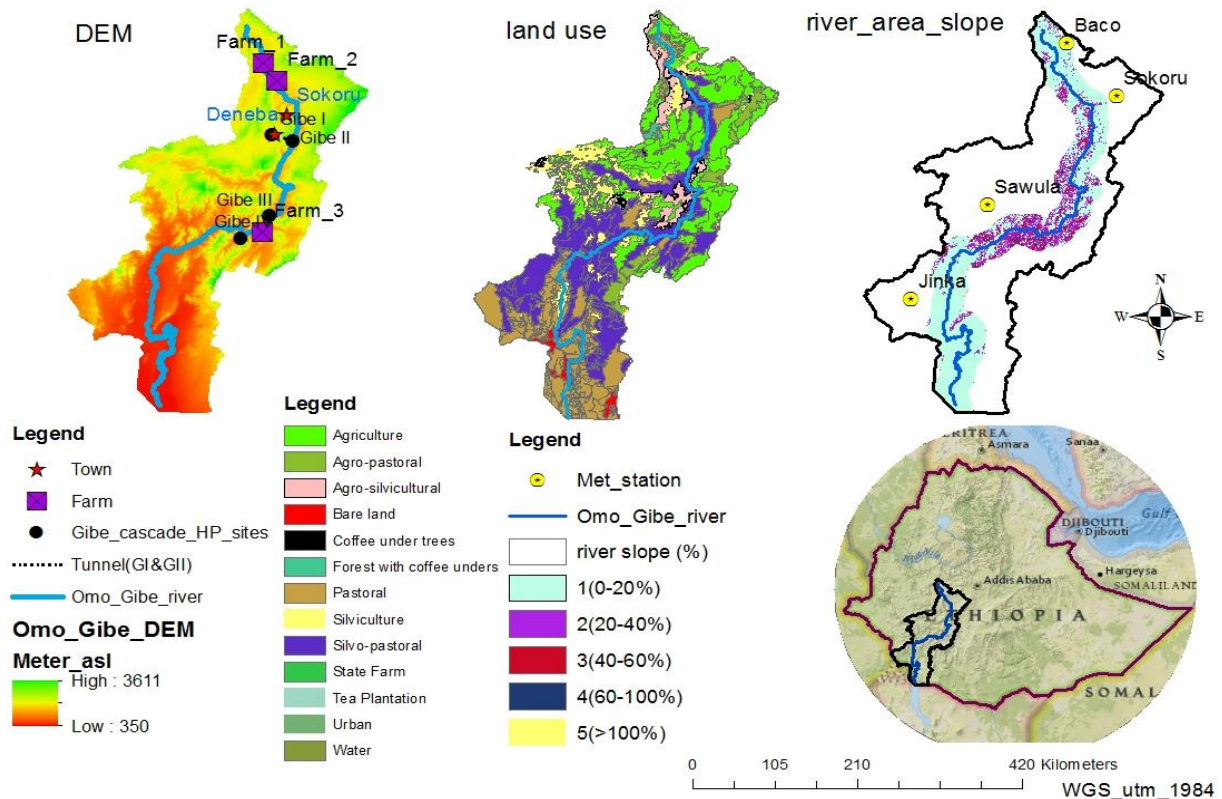 DEM
Farm_1
Farm_2
Sokoru
Deneba
Gibe I
Gibe II
Gibe III
Farm_3
land use
river_area_slope
Baco
Sokoru
Sawula
Jinka
N
W
E
S
Legend
Town
Farm
Gibe_cascade_HP_sites
Tunnel(GI&GII)
Omo_Gibe_river
Omo_Gibe_DEM
Meter_asl
High : 3611
Low : 350
Legend
Agriculture
Agro-pastoral
Agro-silvicultural
Bare land
Coffee under trees
Forest with coffee unders
Pastoral
Silviculture
Silvo-pastoral
State Farm
Tea Plantation
Urban
Water
Legend
Met_station
Omo_Gibe_river
river slope (%)
1(0-20%)
2(20-40%)
3(40-60%)
4(60-100%)
5(>100%)
ERITREA
Asmara
Sanaa
DJIBOUTI
Djibouti
Gulf
Addis Ababa
Hargeysa
SOMALILAND
ETHIOPIA
SOMAL
0 105 210 420 Kilometers
WGS_utm_1984